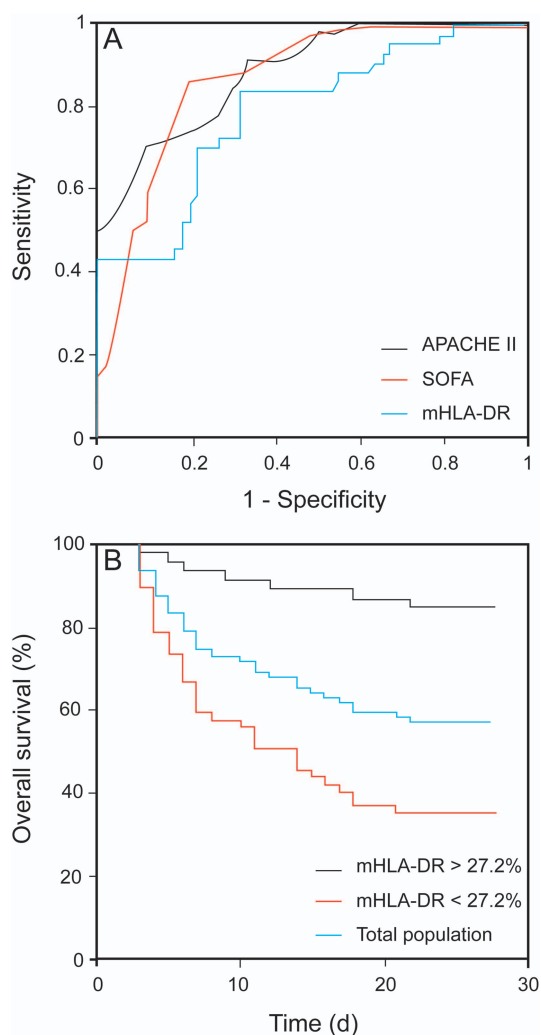 A
1
0.8
0.6
0.4
0.2
0
Sensitivity
APACHE II
SOFA
mHLA-DR
0 0.2 0.4 0.6 0.8 1
1 - Specificity
B
100
80
60
40
20
0
Overall survival (%)
mHLA-DR > 27.2%
mHLA-DR < 27.2%
Total population
0 10 20 30
Time (d)